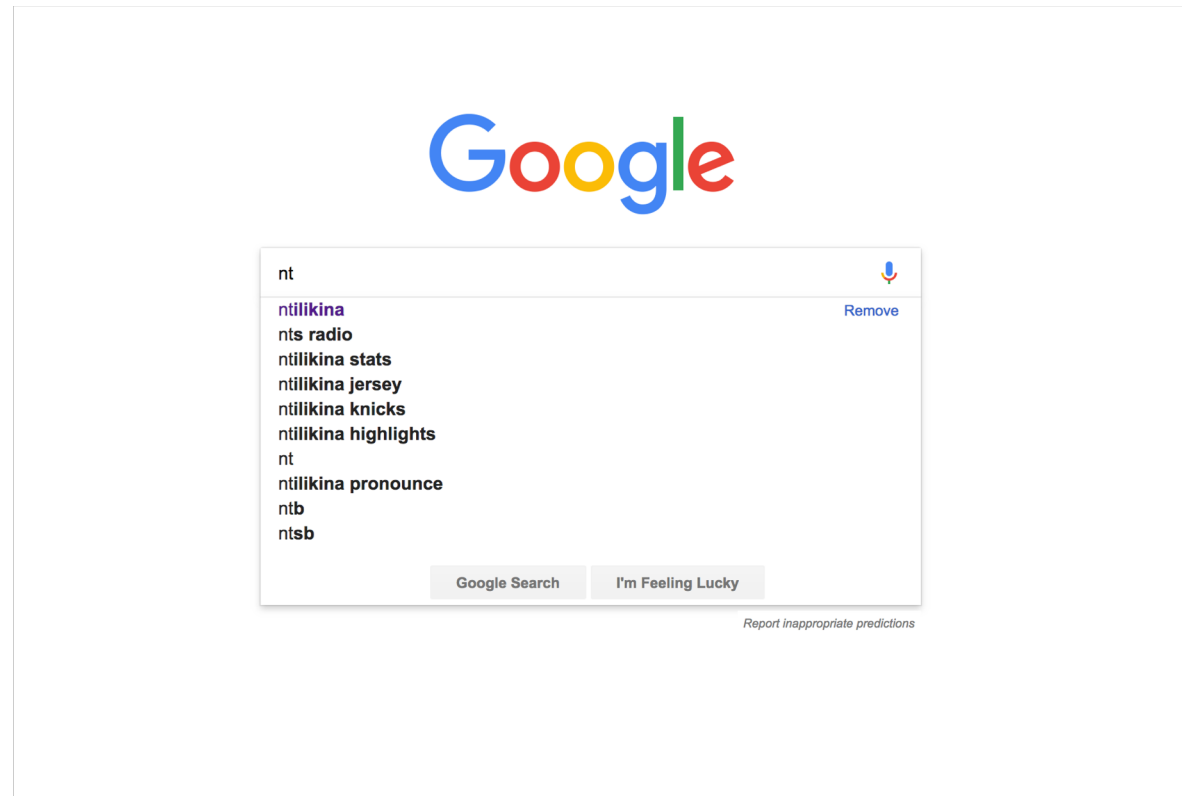 Google
nt
ntilikina Remove
nts radio
ntilikina stats
ntilikina jersey
ntilikina knicks
ntilikina highlights
nt
ntilikina pronounce
ntb
ntsb
Google Search I'm Feeling Lucky
Report inappropriate predictions